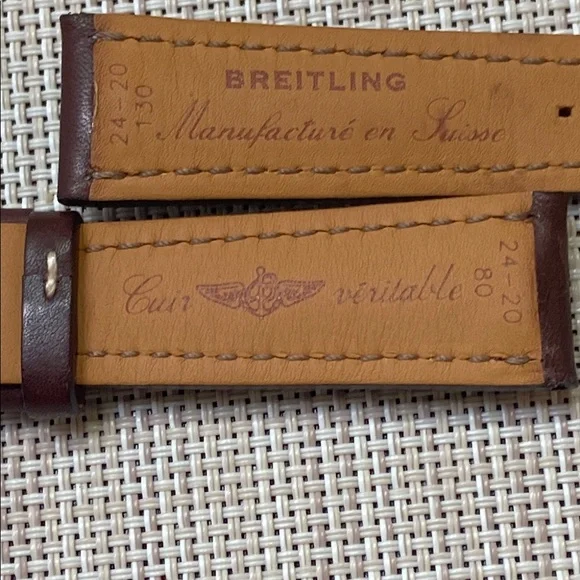 BREITLING
Manufacturé en Suisse
24-20
130
Cuir véritable
24-20
80